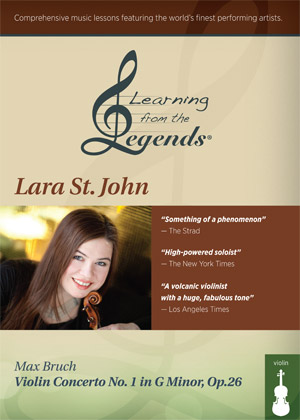 Comprehensive music lessons featuring the world's finest performing artists.
Learning
from the
Legends®
Lara St. John
"Something of a phenomenon"
— The Strad
"High-powered soloist"
— The New York Times
"A volcanic violinist
with a huge, fabulous tone"
— Los Angeles Times
Max Bruch
Violin Concerto No. 1 in G Minor, Op.26
violin